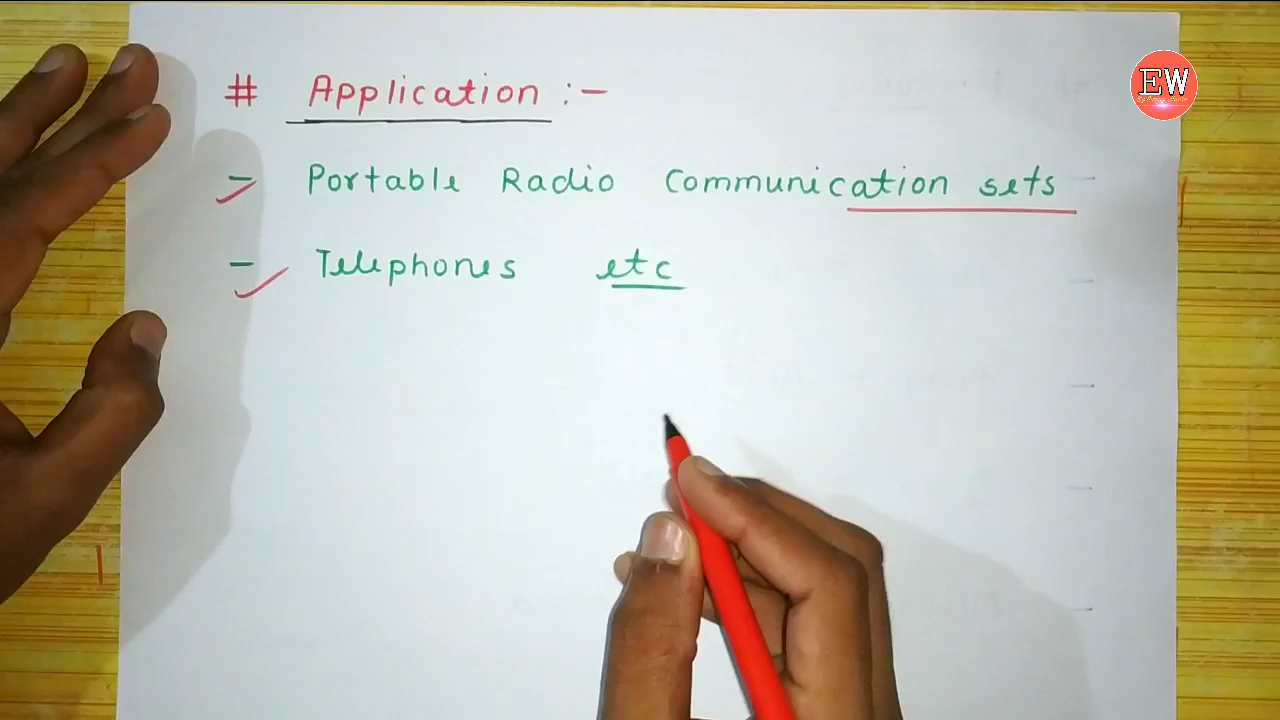 # Application :-
- Portable Radio Communication sets
- Telephones etc
EW